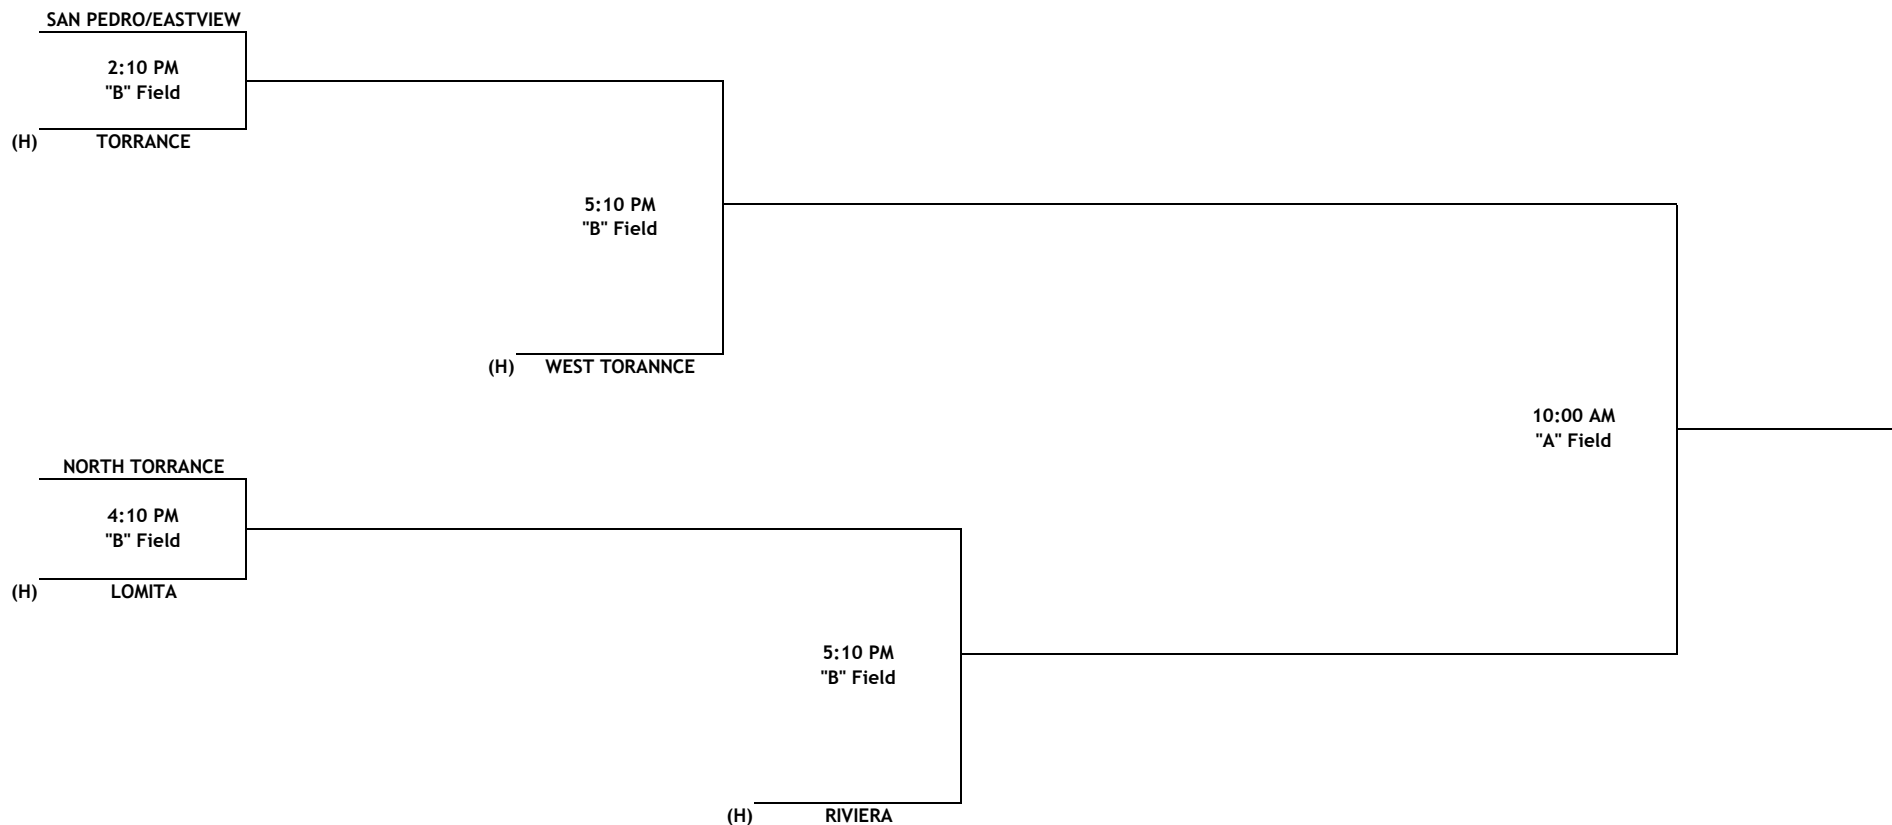 SAN PEDRO/EASTVIEW
2:10 PM
"B" Field
(H) TORRANCE
5:10 PM
"B" Field
(H) WEST TORANNCE
10:00 AM
"A" Field
NORTH TORRANCE
4:10 PM
"B" Field
(H) LOMITA
5:10 PM
"B" Field
(H) RIVIERA